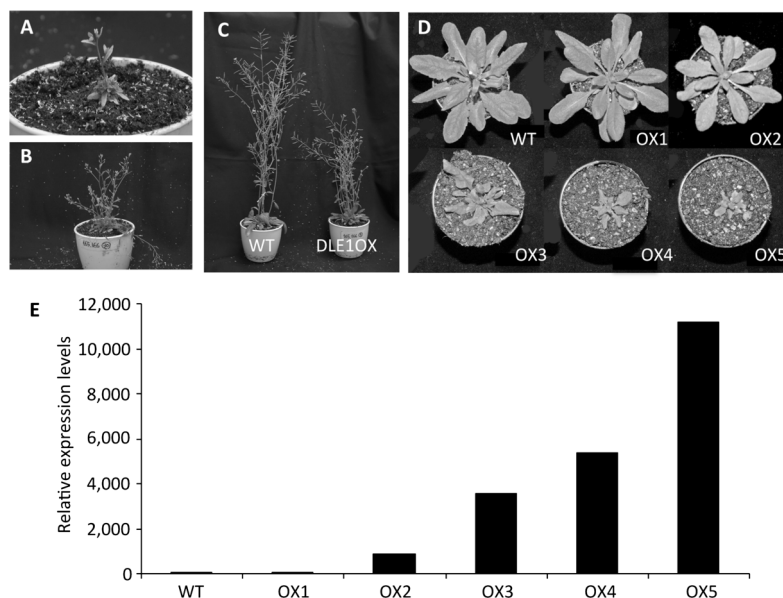 A
B
C
WT
DLE1OX
D
WT
OX1
OX2
OX3
OX4
OX5
E
Relative expression levels
12,000
10,000
8,000
6,000
4,000
2,000
0
WT
OX1
OX2
OX3
OX4
OX5